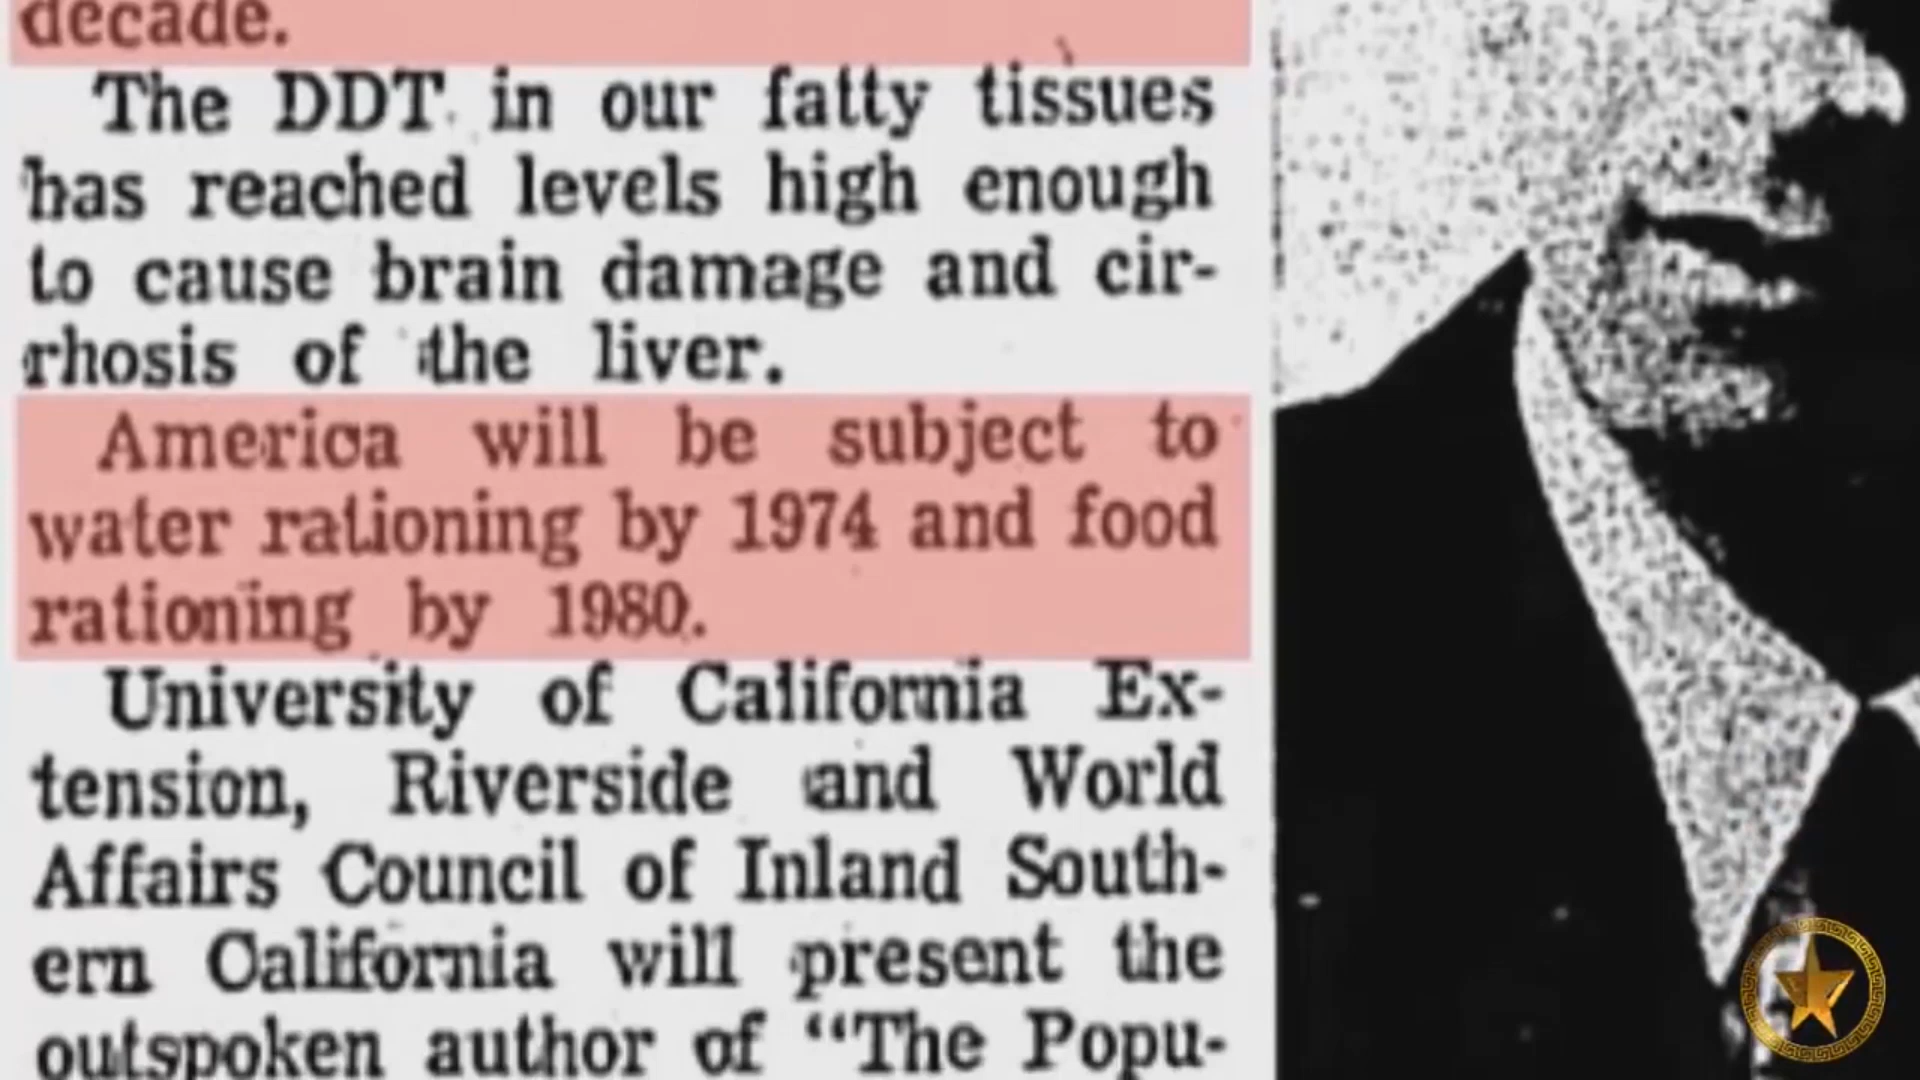 decade.
The DDT in our fatty tissues
has reached levels high enough
to cause brain damage and cir-
rhosis of the liver.
America will be subject to
water rationing by 1974 and food
rationing by 1980.
University of California Ex-
tension, Riverside and World
Affairs Council of Inland South-
ern California will present the
outspoken author of “The Popu-